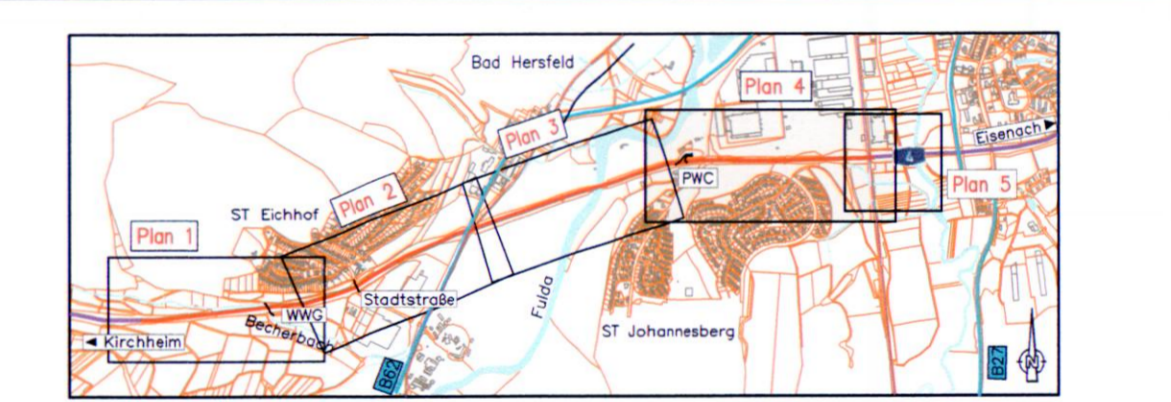 Bad Hersfeld
Plan 4
Plan 3
Eisenach
4
PWC
Plan 5
Plan 2
ST Eichhof
Plan 1
Stadtstraße
WWG
Becherbach
Fulda
Kirchheim
ST Johannesberg
B62
B27
N